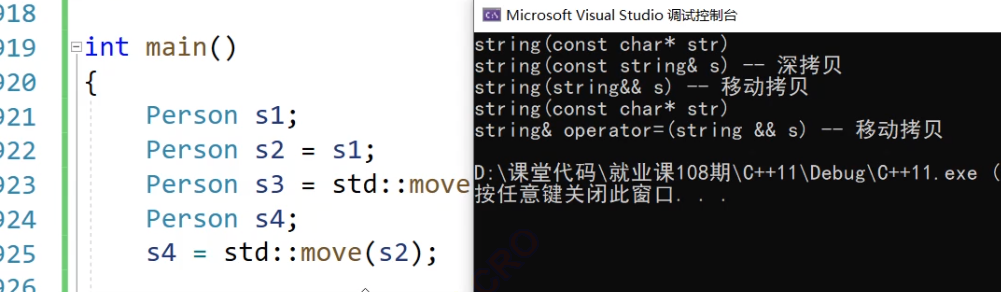 918
919 int main()
920 {
921 Person s1;
922 Person s2 = s1;
923 Person s3 = std::move
924 Person s4;
925 s4 = std::move(s2);
926
Microsoft Visual Studio 调试控制台
string(const char* str)
string(const string& s) -- 深拷贝
string(string&& s) -- 移动拷贝
string(const char* str)
string& operator=(string && s) -- 移动拷贝
D:\课堂代码\就业课108期\C++11\Debug\C++11.exe (
按任意键关闭此窗口. . .